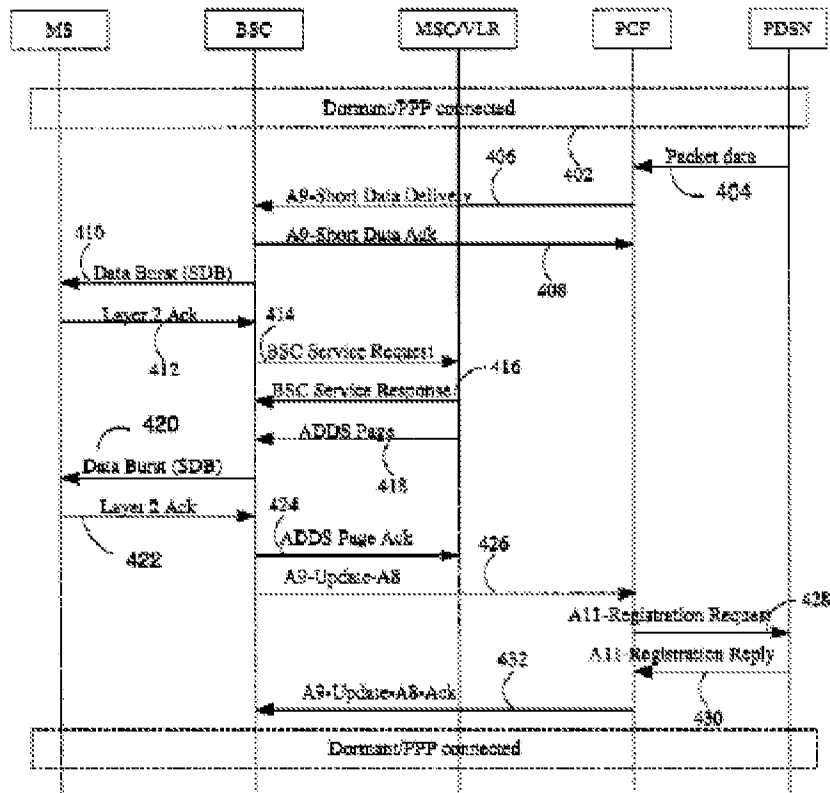 MS BSC MSC/VLR PCF PDSN
Dormant/PPP connected
402
406
Packet data
404
A9-Short Data Delivery
A9-Short Data Ack
408
410
Data Burst (SDB)
Layer 2 Ack
412
414
BSC Service Request
416
BSC Service Response
420
ADDS Page
418
Data Burst (SDB)
Layer 2 Ack
422
424
ADDS Page Ack
426
A9-Update-A8
428
A11-Registration Request
A11-Registration Reply
430
432
A9-Update-A8-Ack
Dormant/PPP connected